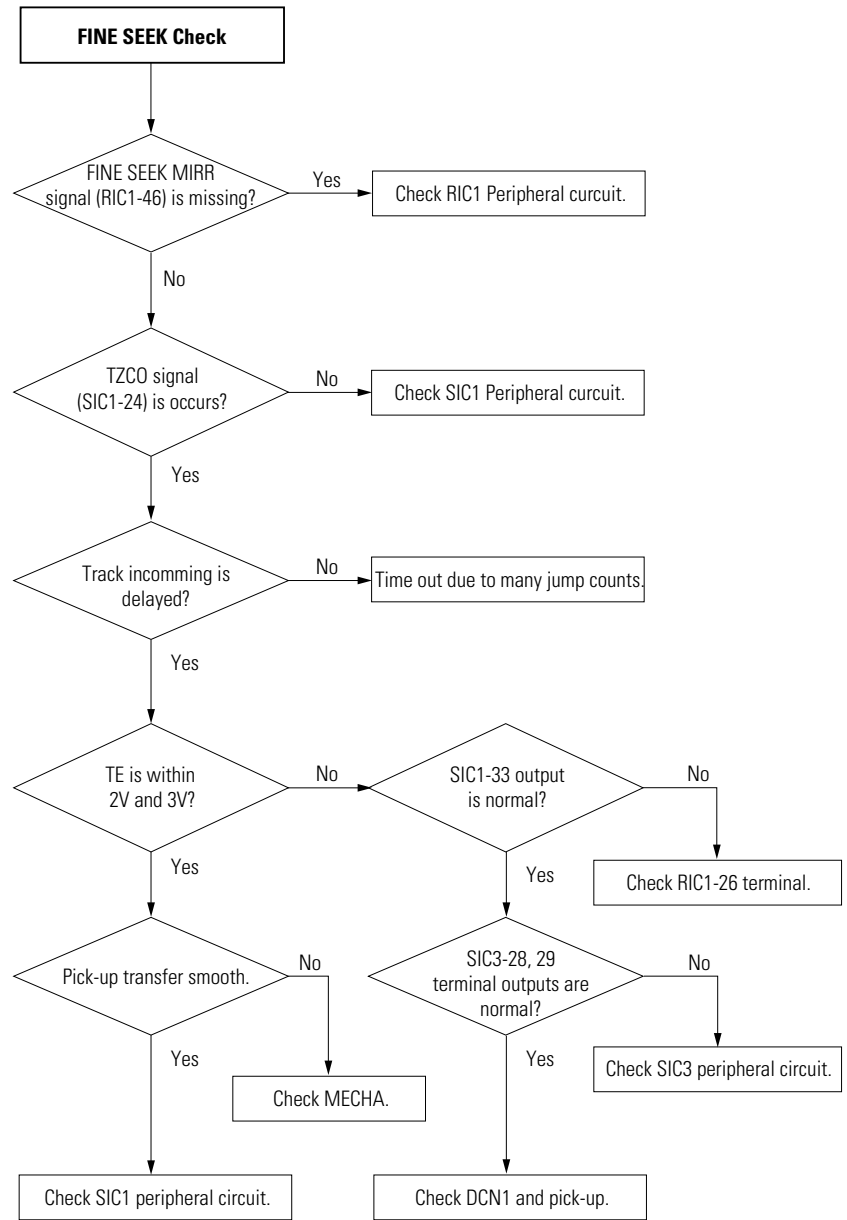 FINE SEEK Check
FINE SEEK MIRR
signal (RIC1-46) is missing?
Yes
Check RIC1 Peripheral curcuit.
No
TZCO signal
(SIC1-24) is occurs?
No
Check SIC1 Peripheral curcuit.
Yes
Track incomming is
delayed?
No
Time out due to many jump counts.
Yes
TE is within
2V and 3V?
No
SIC1-33 output
is normal?
No
Check RIC1-26 terminal.
Yes
Yes
Pick-up transfer smooth.
No
Check MECHA.
SIC3-28, 29
terminal outputs are
normal?
No
Check SIC3 peripheral circuit.
Yes
Yes
Check SIC1 peripheral circuit.
Check DCN1 and pick-up.